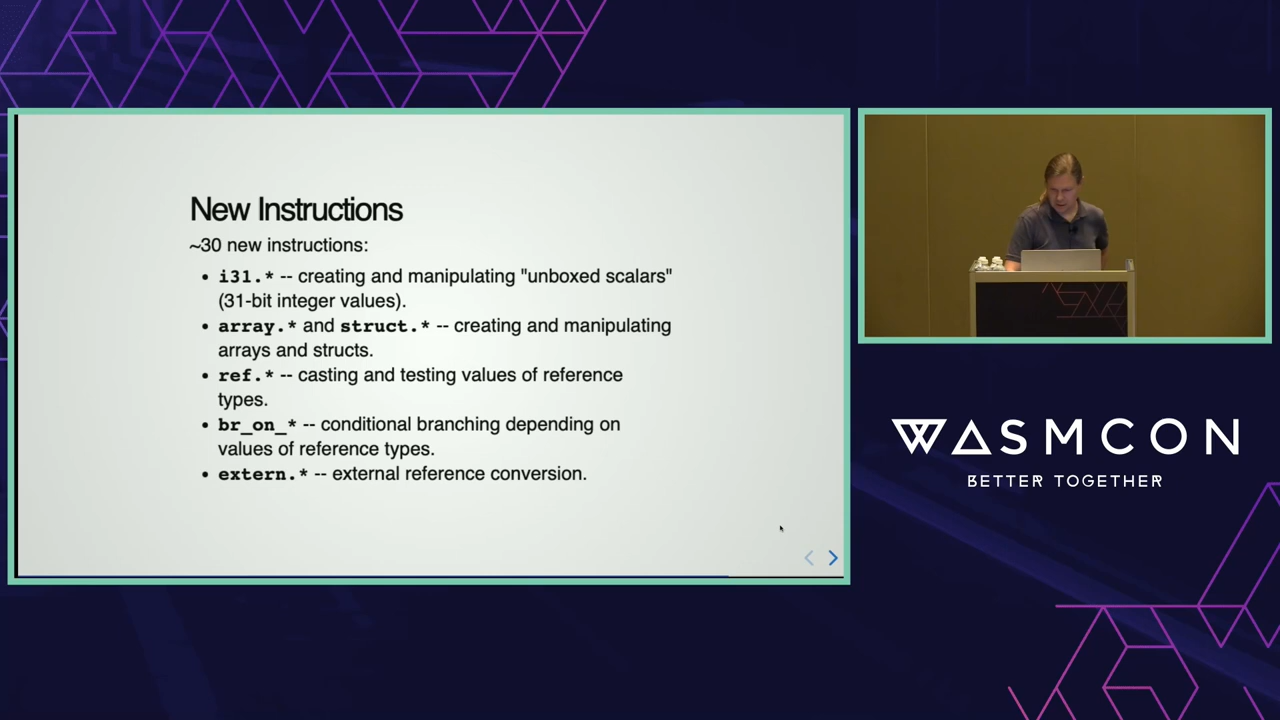 New Instructions
~30 new instructions:
• i31.* -- creating and manipulating "unboxed scalars"
(31-bit integer values).
• array.* and struct.* -- creating and manipulating
arrays and structs.
• ref.* -- casting and testing values of reference
types.
• br_on_* -- conditional branching depending on
values of reference types.
• extern.* -- external reference conversion.
WASMCON
BETTER TOGETHER